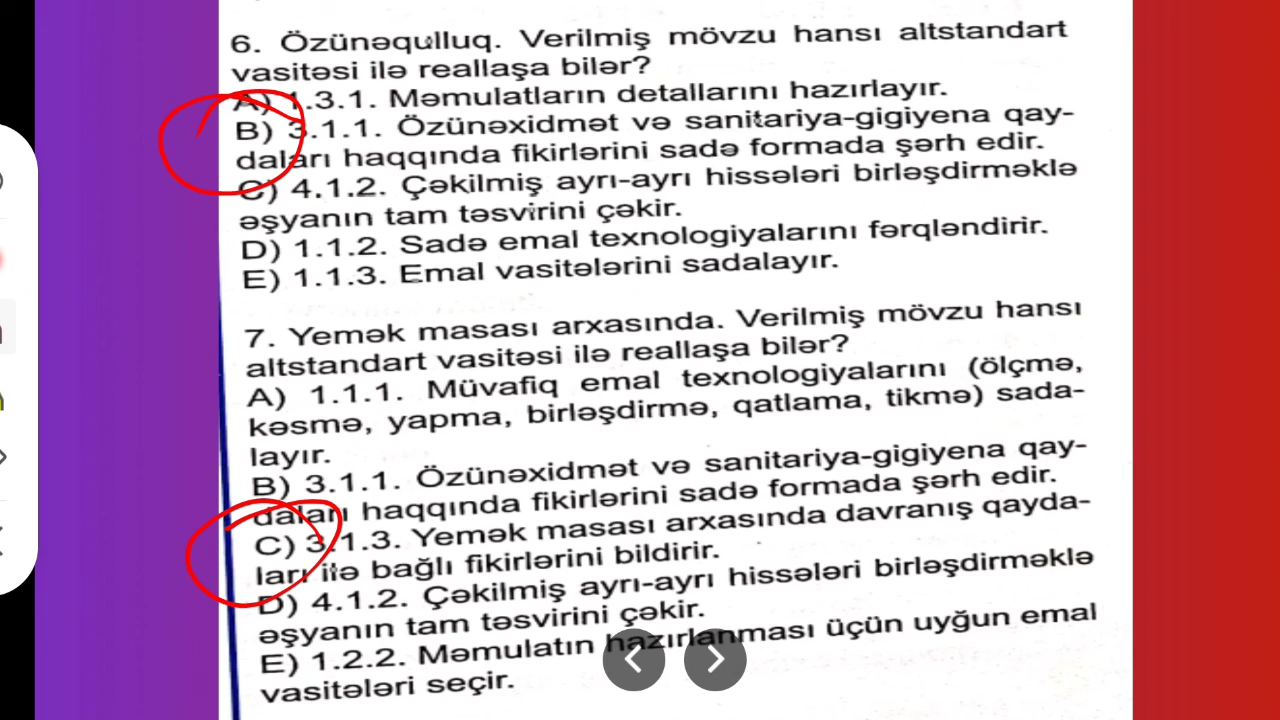 6. Özünəqulluq. Verilmiş mövzu hansı altstandart
vasitəsi ilə reallaşa bilər?
A) 1.3.1. Məmulatların detallarını hazırlayır.
B) 3.1.1. Özünəxidmət və sanitariya-gigiyena qay-
daları haqqında fikirlərini sadə formada şərh edir.
C) 4.1.2. Çəkilmiş ayrı-ayrı hissələri birləşdirməklə
əşyanın tam təsvirini çəkir.
D) 1.1.2. Sadə emal texnologiyalarını fərqləndirir.
E) 1.1.3. Emal vasitələrini sadalayır.
7. Yemək masası arxasında. Verilmiş mövzu hansı
altstandart vasitəsi ilə reallaşa bilər?
A) 1.1.1. Müvafiq emal texnologiyalarını (ölçmə,
kəsmə, yapma, birləşdirmə, qatlama, tikmə) sada-
layır.
B) 3.1.1. Özünəxidmət və sanitariya-gigiyena qay-
daları haqqında fikirlərini sadə formada şərh edir.
C) 3.1.3. Yemək masası arxasında davranış qayda-
ları ilə bağlı fikirlərini bildirir.
D) 4.1.2. Çəkilmiş ayrı-ayrı hissələri birləşdirməklə
əşyanın tam təsvirini çəkir.
E) 1.2.2. Məmulatın hazırlanması üçün uyğun emal
vasitələri seçir.